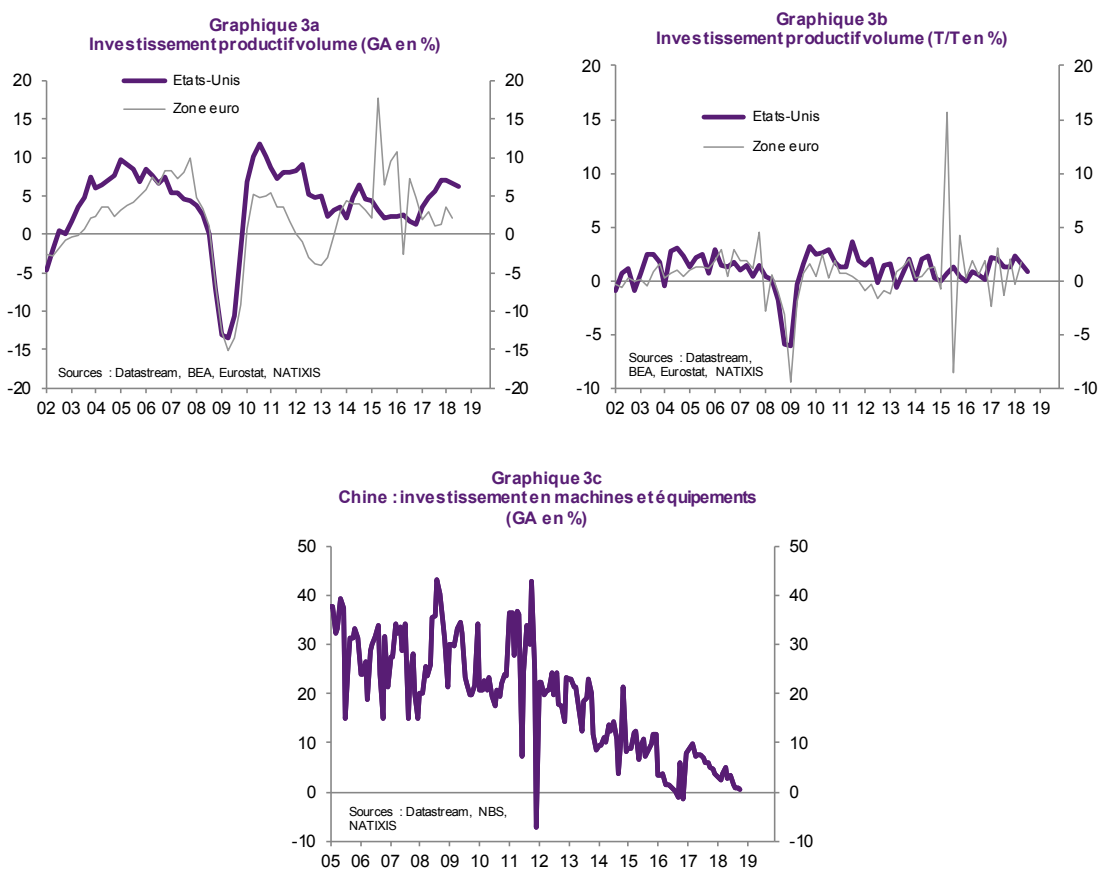 Graphique 3a
Investissement productif volume (GA en %)
Etats-Unis
Zone euro
20 20
15 15
10 10
5 5
0 0
-5 -5
-10 -10
-15 -15
-20 -20
Sources : Datastream, BEA, Eurostat, NATIXIS
02 03 04 05 06 07 08 09 10 11 12 13 14 15 16 17 18 19
Graphique 3b
Investissement productif volume (T/T en %)
20 20
15 15
Etats-Unis
Zone euro
10 10
5 5
0 0
-5 -5
Sources : Datastream,
BEA, Eurostat, NATIXIS
-10 -10
02 03 04 05 06 07 08 09 10 11 12 13 14 15 16 17 18 19
Graphique 3c
Chine : investissement en machines et équipements
(GA en %)
50 50
40 40
30 30
20 20
10 10
0 0
Sources : Datastream, NBS,
NATIXIS
-10 -10
05 06 07 08 09 10 11 12 13 14 15 16 17 18 19